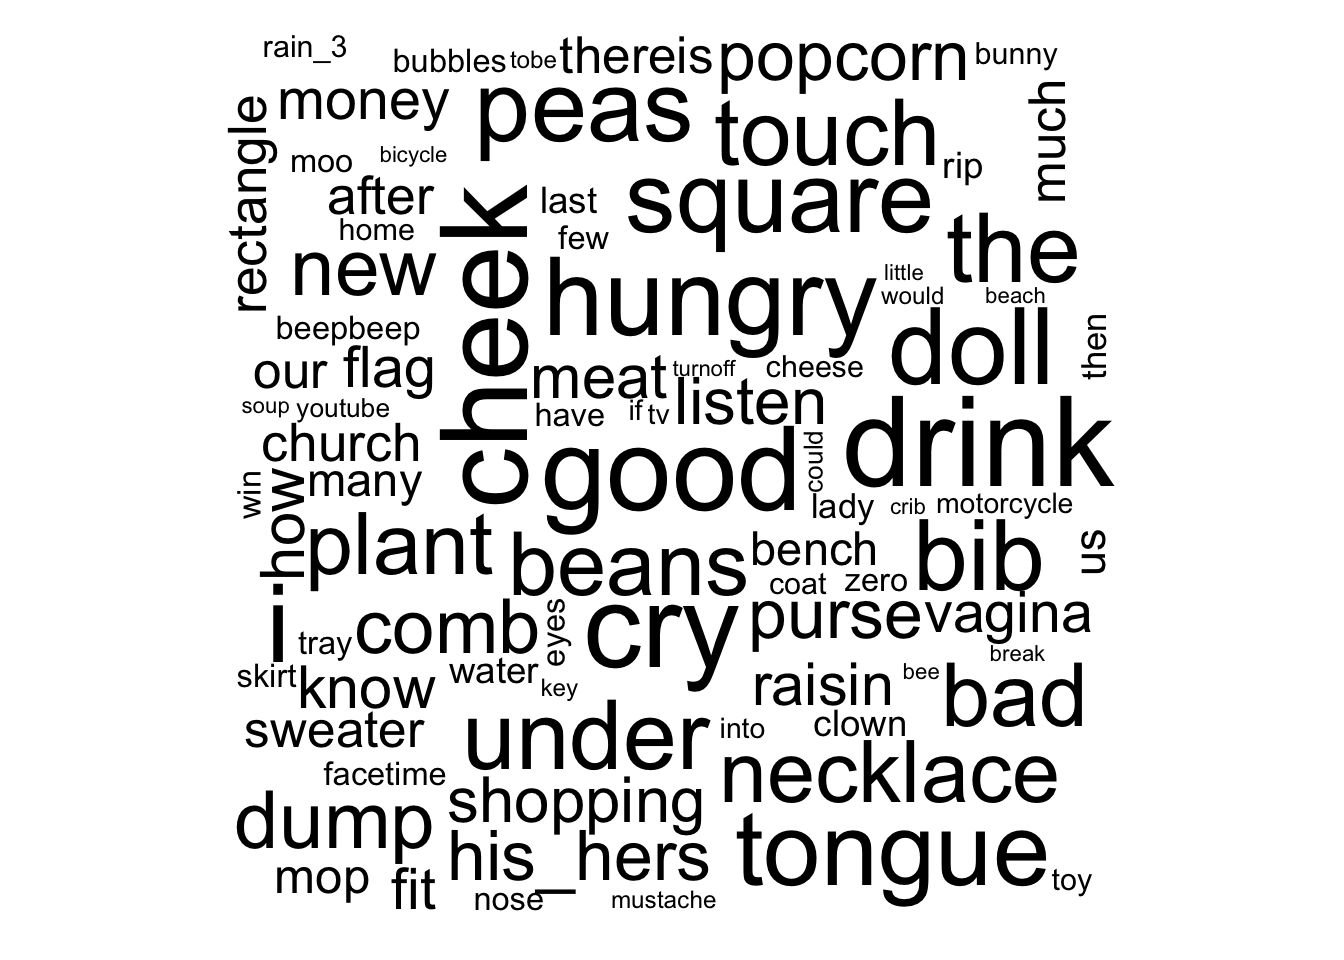 rain_3
bubbles tobe thereis popcorn bunny
rectangle money peas touch much
moo bicycle rip
after last square
home few
new cheek hungry little the
would beach
beepbeep doll then
our flag meat turnoff cheese
soup youtube have if tv listen drink
church good could
win how many lady crib motorcycle
plant beans bench bib us
coat zero
i tray comb eyes cry purse vagina
break
skirt know water key raisin bee bad
sweater under into clown
facetime necklace
dump shopping
his_hers tongue
mop fit nose mustache toy